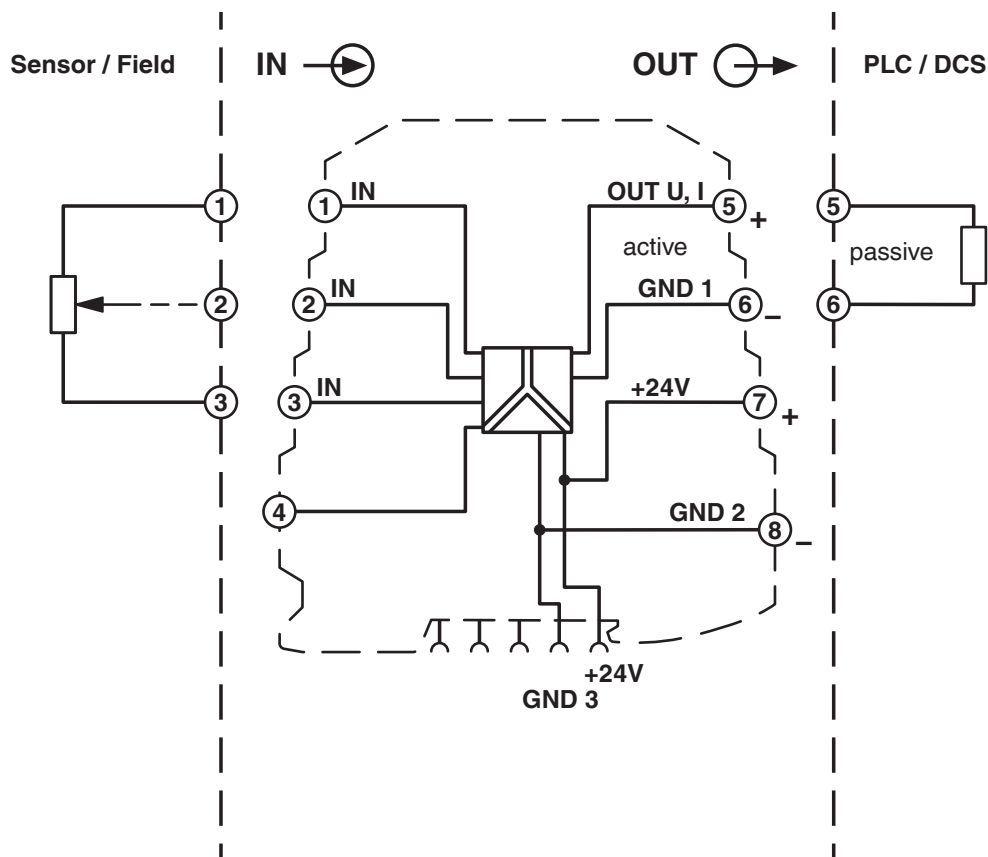 Sensor / Field
IN
OUT
PLC / DCS
1
1
IN
OUT U, I
5
+
5
active
passive
2
2
IN
GND 1
6
–
6
3
3
IN
+24V
7
+
4
GND 2
8
–
+24V
GND 3